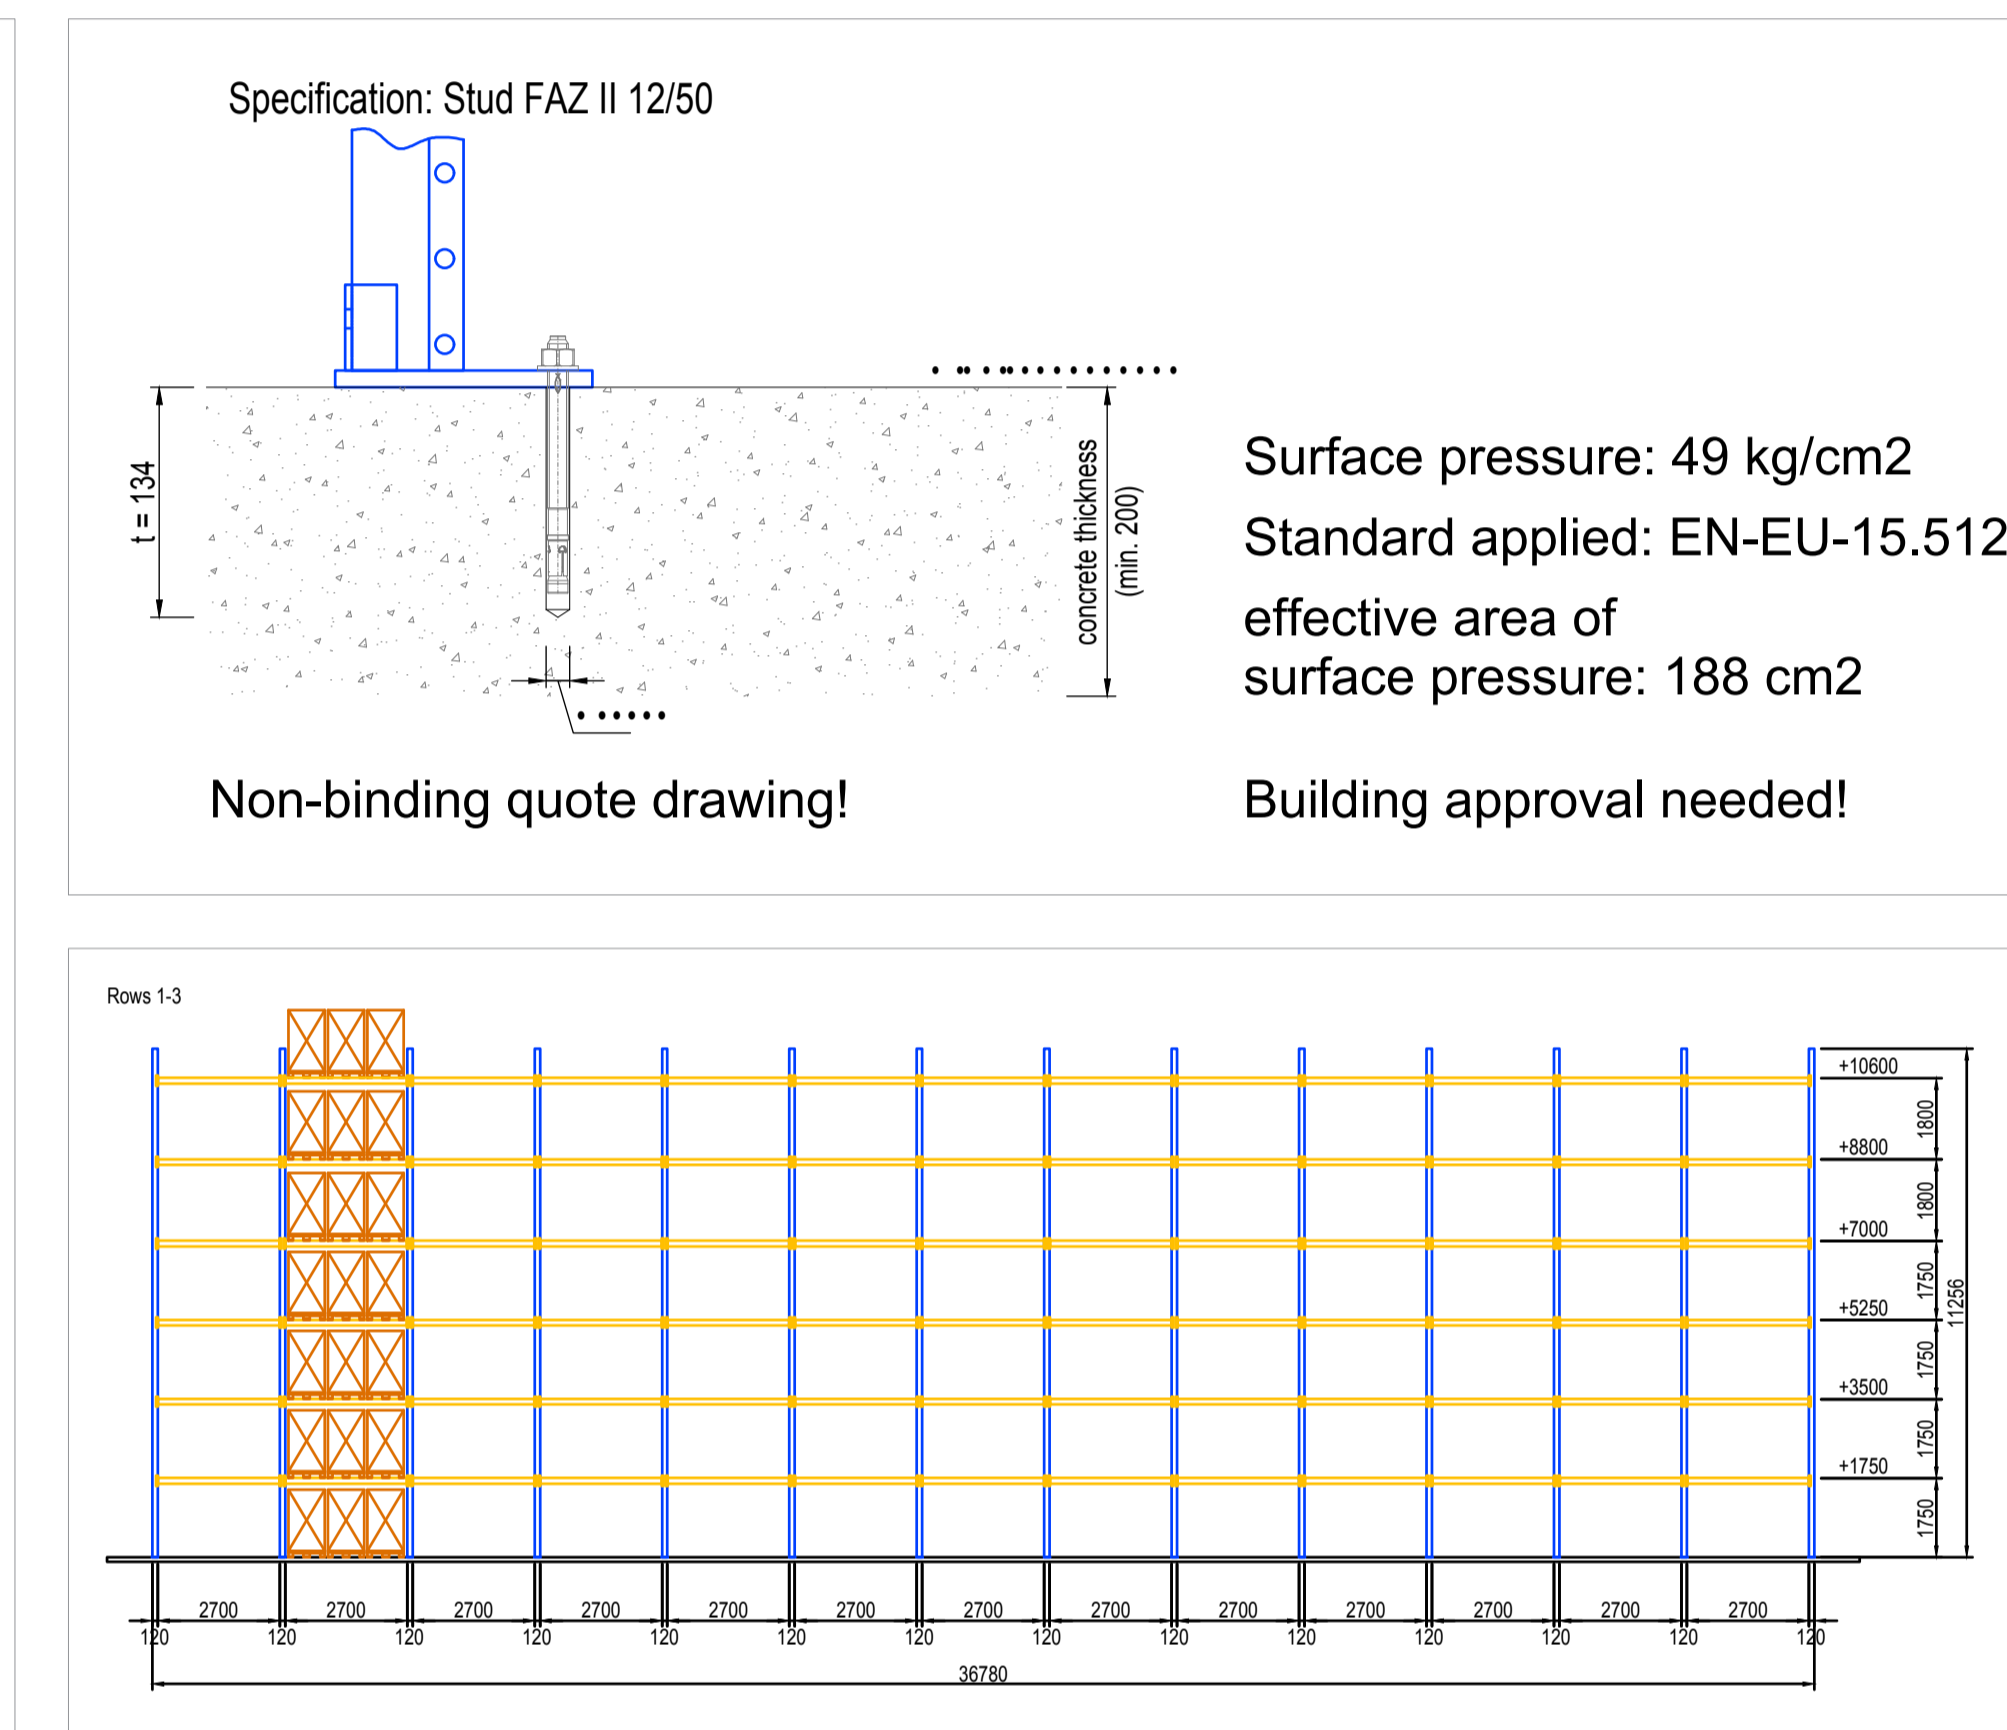 Specification: Stud FAZ II 12/50
t = 134
concrete thickness
(min. 200)
Surface pressure: 49 kg/cm2
Standard applied: EN-EU-15.512
effective area of
surface pressure: 188 cm2
Non-binding quote drawing!
Building approval needed!
Rows 1-3
+10600
1800
+8800
1800
+7000
1750
+5250
11256
1750
+3500
1750
+1750
1750
2700 2700 2700 2700 2700 2700 2700 2700 2700 2700 2700 2700 2700
120 120 120 120 120 120 120 120 120 120 120 120 120 120
36780